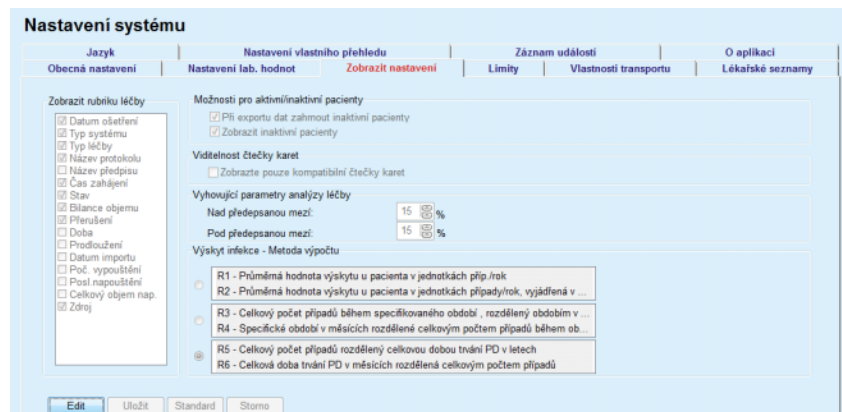 Nastavení systému
Jazyk Nastavení vlastního přehledu Záznam událostí O aplikaci
Obecná nastavení Nastavení lab. hodnot Zobrazit nastavení Limity Vlastnosti transportu Lékařské seznamy
Zobrazit rubriku léčby
Datum ošetření
Typ systému
Typ léčby
Název protokolu
Název předpisu
Čas zahájení
Stav
Bilance objemu
Přerušení
Doba
Prodloužení
Datum importu
Poč. vypouštění
Posl.napouštění
Celkový objem nap.
Zdroj
Možnosti pro aktivní/inaktivní pacienty
Při exportu dat zahrnout inaktivní pacienty
Zobrazit inaktivní pacienty
Viditelnost čtečky karet
Zobrazte pouze kompatibilní čtečky karet
Vyhovující parametry analýzy léčby
Nad předepsanou mezí: 15 %
Pod předepsanou mezí: 15 %
Výskyt infekce - Metoda výpočtu
R1 - Průměrná hodnota výskytu u pacienta v jednotkách příp./rok
R2 - Průměrná hodnota výskytu u pacienta v jednotkách případy/rok, vyjádřená v ...
R3 - Celkový počet případů během specifikovaného období , rozdělený obdobím v ...
R4 - Specifické období v měsících rozdělené celkovým počtem případů během ob...
R5 - Celkový počet případů rozdělený celkovou dobou trvání PD v letech
R6 - Celková doba trvání PD v měsících rozdělená celkovým počtem případů
Edit Uložit Standard Storno